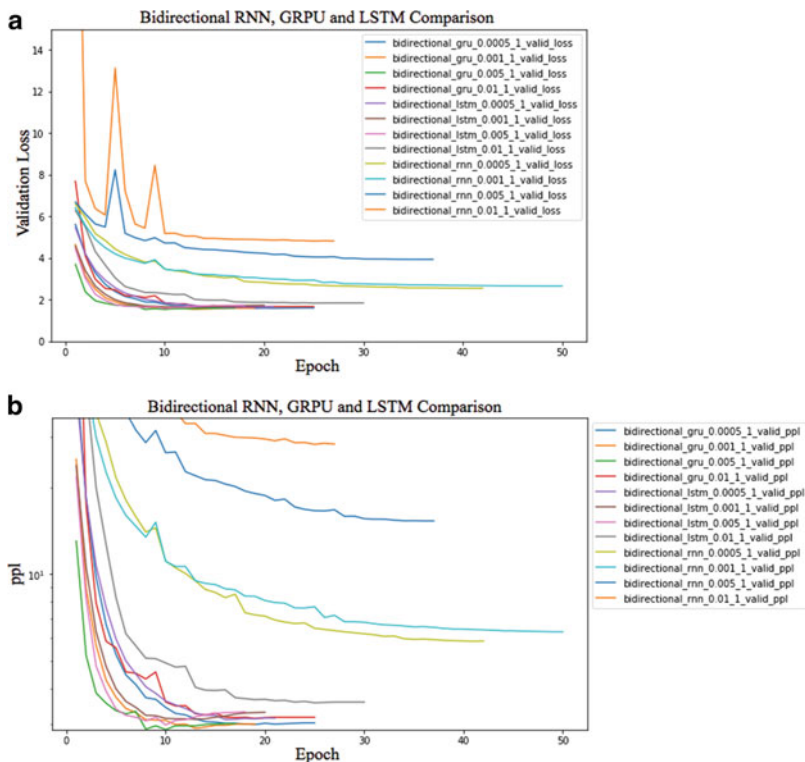 a
Bidirectional RNN, GRPU and LSTM Comparison
14
12
10
8
6
4
2
0
Validation Loss
bidirectional_gru_0.0005_1_valid_loss
bidirectional_gru_0.001_1_valid_loss
bidirectional_gru_0.005_1_valid_loss
bidirectional_gru_0.01_1_valid_loss
bidirectional_lstm_0.0005_1_valid_loss
bidirectional_lstm_0.001_1_valid_loss
bidirectional_lstm_0.005_1_valid_loss
bidirectional_lstm_0.01_1_valid_loss
bidirectional_rnn_0.0005_1_valid_loss
bidirectional_rnn_0.001_1_valid_loss
bidirectional_rnn_0.005_1_valid_loss
bidirectional_rnn_0.01_1_valid_loss
0 10 20 30 40 50
Epoch
b
Bidirectional RNN, GRPU and LSTM Comparison
10¹
ppl
bidirectional_gru_0.0005_1_valid_ppl
bidirectional_gru_0.001_1_valid_ppl
bidirectional_gru_0.005_1_valid_ppl
bidirectional_gru_0.01_1_valid_ppl
bidirectional_lstm_0.0005_1_valid_ppl
bidirectional_lstm_0.001_1_valid_ppl
bidirectional_lstm_0.005_1_valid_ppl
bidirectional_lstm_0.01_1_valid_ppl
bidirectional_rnn_0.0005_1_valid_ppl
bidirectional_rnn_0.001_1_valid_ppl
bidirectional_rnn_0.005_1_valid_ppl
bidirectional_rnn_0.01_1_valid_ppl
0 10 20 30 40 50
Epoch